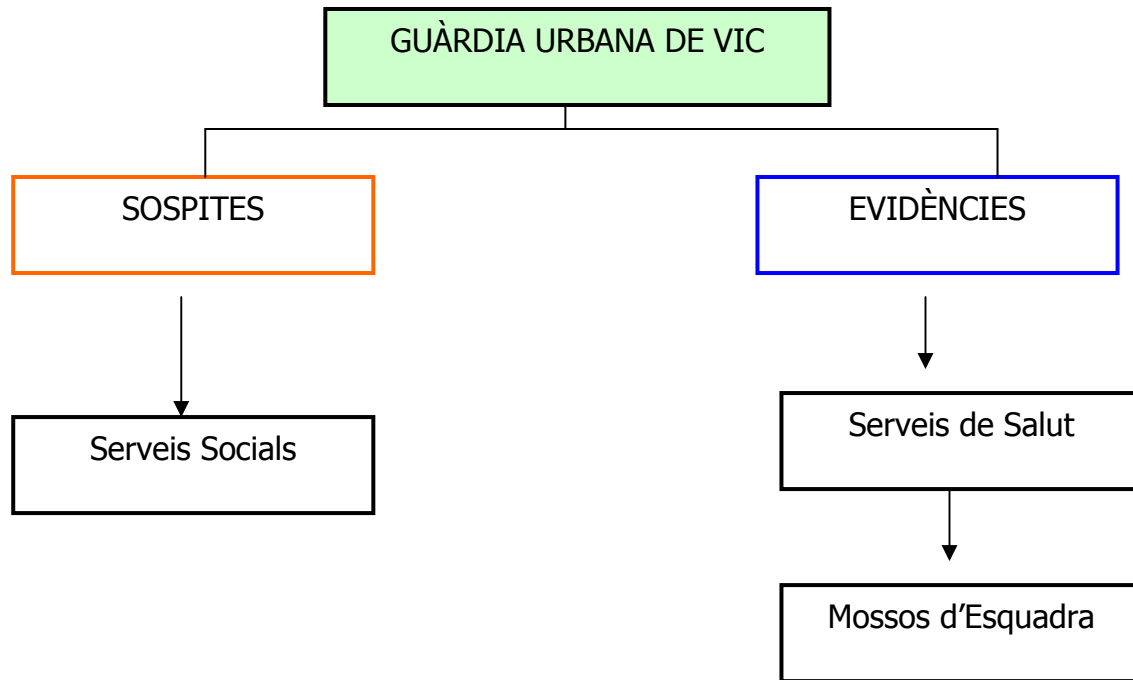 GUÀRDIA URBANA DE VIC
SOSPITES
EVIDÈNCIES
Serveis Socials
Serveis de Salut
Mossos d’Esquadra